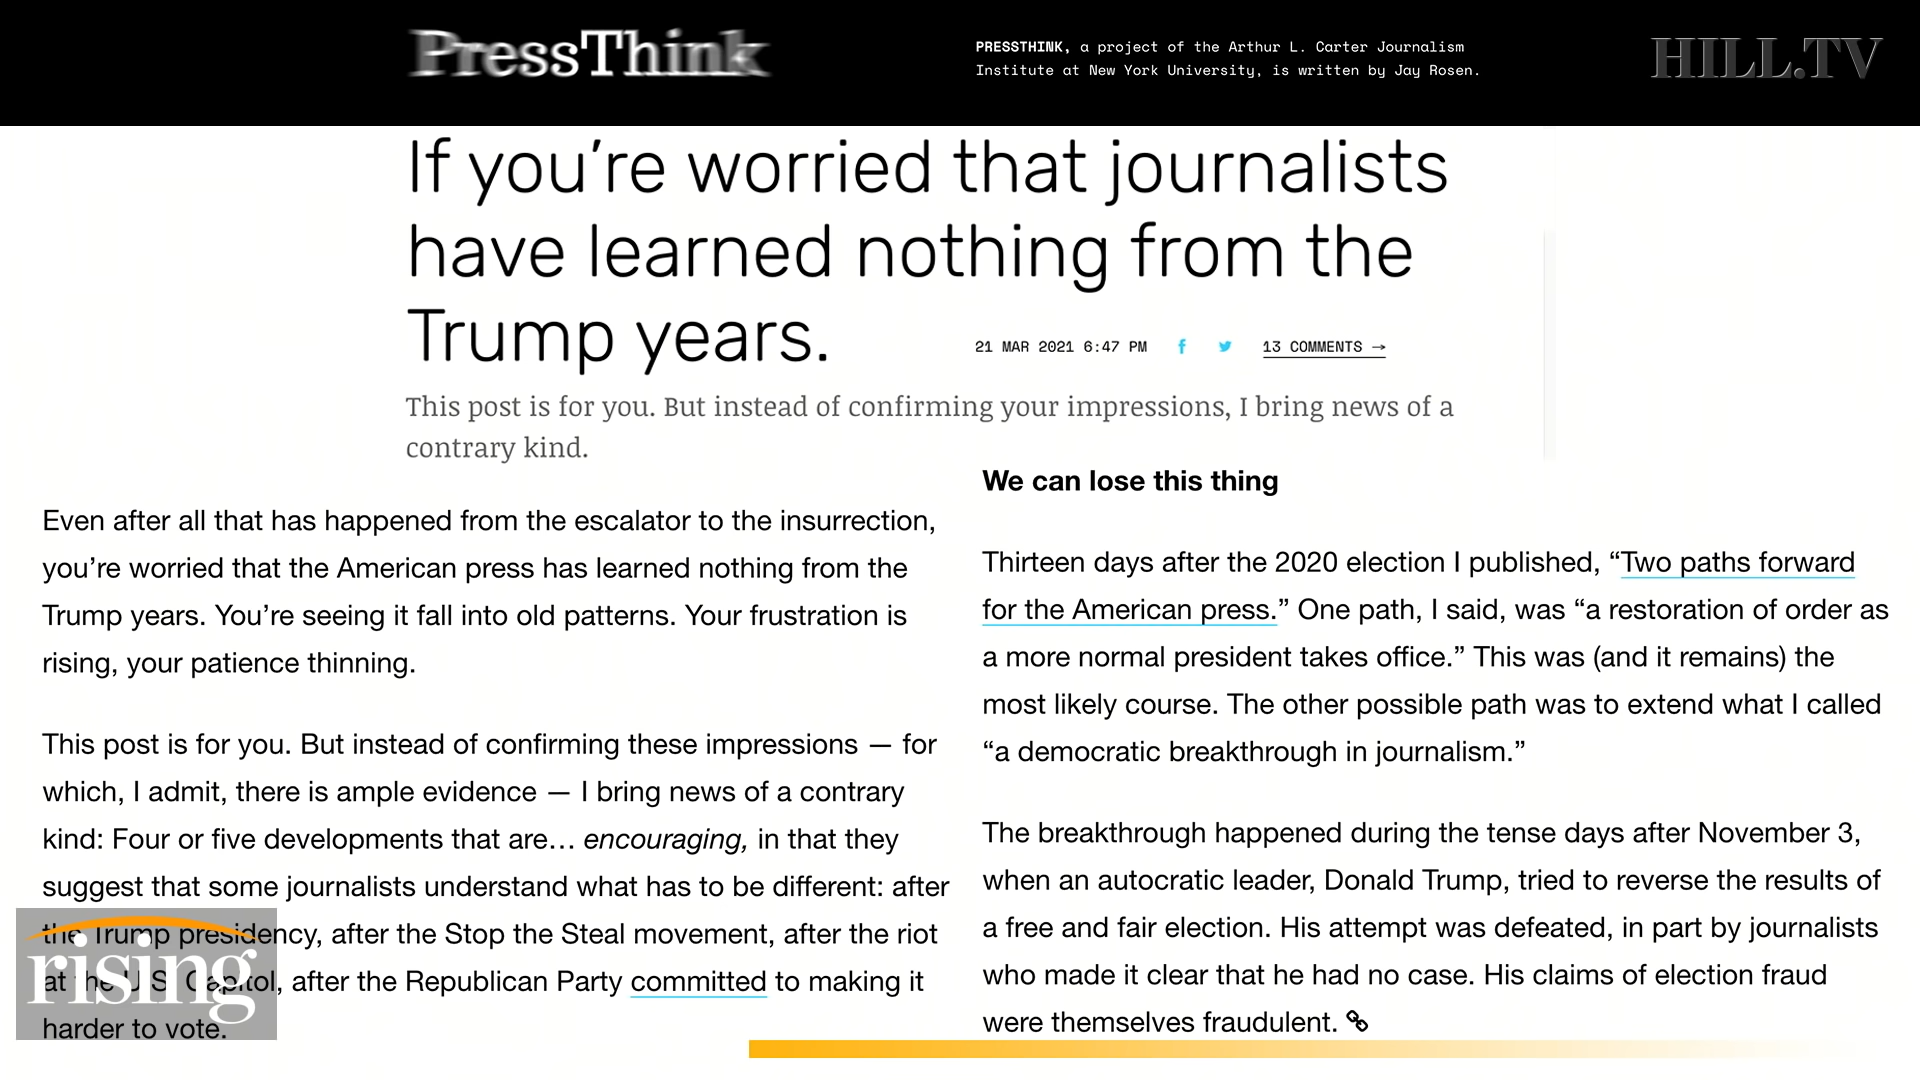 PressThink
PRESSTHINK, a project of the Arthur L. Carter Journalism
Institute at New York University, is written by Jay Rosen.
HILL.TV
If you’re worried that journalists
have learned nothing from the
Trump years.
21 MAR 2021 6:47 PM
13 COMMENTS →
This post is for you. But instead of confirming your impressions, I bring news of a
contrary kind.
Even after all that has happened from the escalator to the insurrection,
you’re worried that the American press has learned nothing from the
Trump years. You’re seeing it fall into old patterns. Your frustration is
rising, your patience thinning.
This post is for you. But instead of confirming these impressions — for
which, I admit, there is ample evidence — I bring news of a contrary
kind: Four or five developments that are… encouraging, in that they
suggest that some journalists understand what has to be different: after
the Trump presidency, after the Stop the Steal movement, after the riot
at the U.S. Capitol, after the Republican Party committed to making it
harder to vote.
We can lose this thing
Thirteen days after the 2020 election I published, “Two paths forward
for the American press.” One path, I said, was “a restoration of order as
a more normal president takes office.” This was (and it remains) the
most likely course. The other possible path was to extend what I called
“a democratic breakthrough in journalism.”
The breakthrough happened during the tense days after November 3,
when an autocratic leader, Donald Trump, tried to reverse the results of
a free and fair election. His attempt was defeated, in part by journalists
who made it clear that he had no case. His claims of election fraud
were themselves fraudulent.
rising